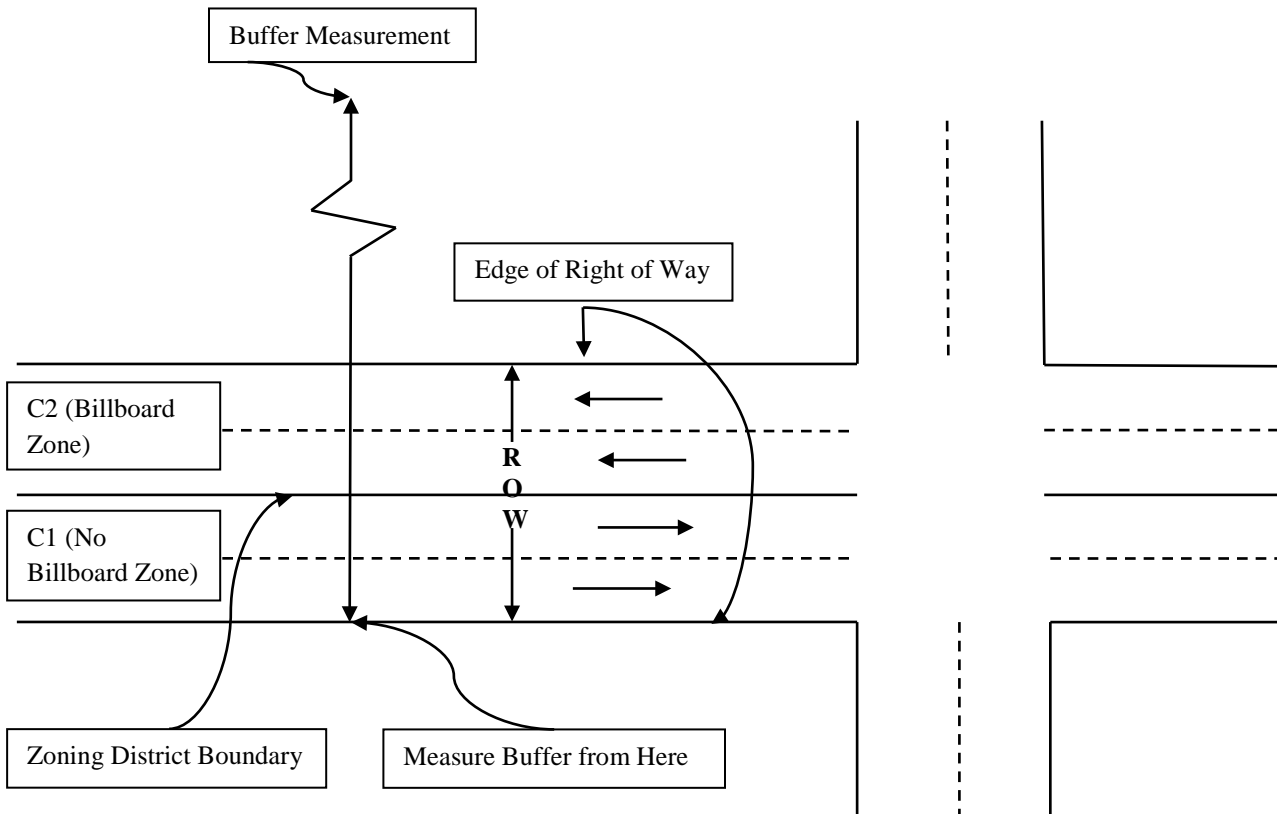 Buffer Measurement
Edge of Right of Way
C2 (Billboard
Zone)
R
O
W
C1 (No
Billboard Zone)
Zoning District Boundary
Measure Buffer from Here